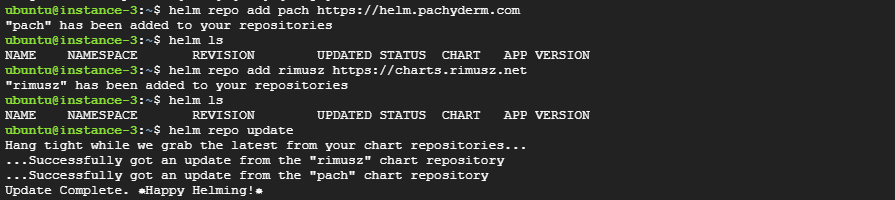 ubuntu@instance-3:~$ helm repo add pach https://helm.pachyderm.com
"pach" has been added to your repositories
ubuntu@instance-3:~$ helm ls
NAME NAMESPACE REVISION UPDATED STATUS CHART APP VERSION
ubuntu@instance-3:~$ helm repo add rimusz https://charts.rimusz.net
"rimusz" has been added to your repositories
ubuntu@instance-3:~$ helm ls
NAME NAMESPACE REVISION UPDATED STATUS CHART APP VERSION
ubuntu@instance-3:~$ helm repo update
Hang tight while we grab the latest from your chart repositories...
...Successfully got an update from the "rimusz" chart repository
...Successfully got an update from the "pach" chart repository
Update Complete. ⎈Happy Helming!⎈